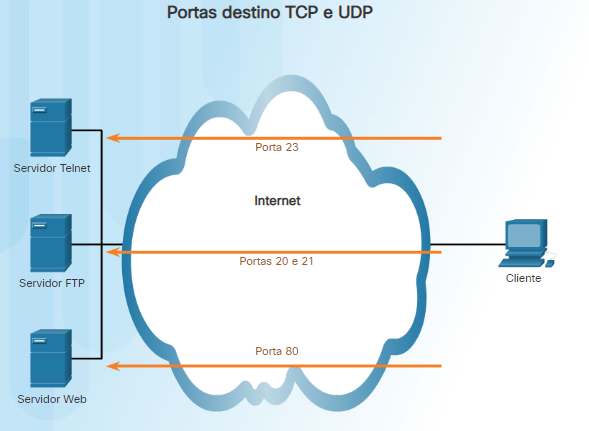 Portas destino TCP e UDP
Porta 23
Servidor Telnet
Internet
Portas 20 e 21
Cliente
Servidor FTP
Porta 80
Servidor Web